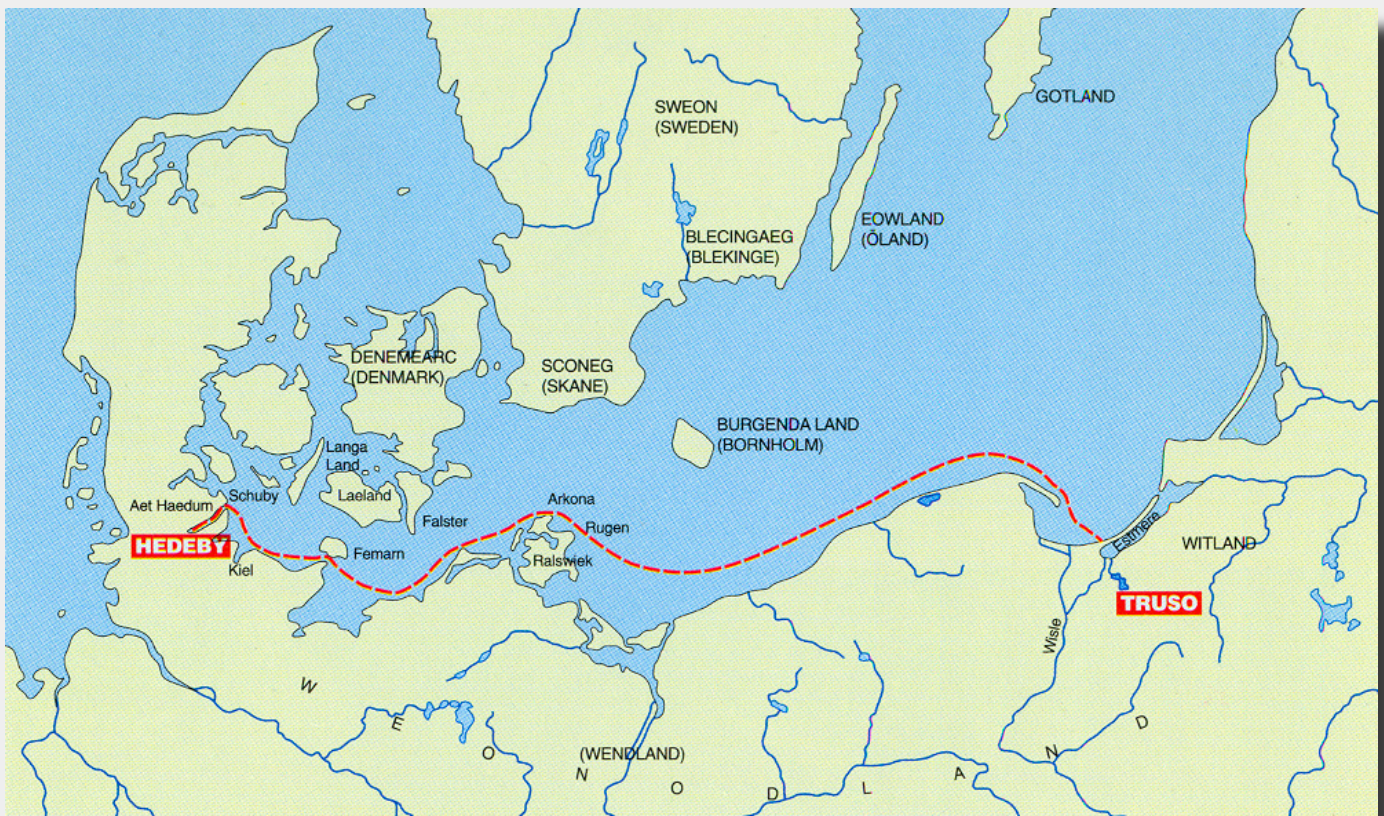 GOTLAND
SWEON
(SWEDEN)
EOWLAND
(ÖLAND)
BLECINGAEG
(BLEKINGE)
DENEMEARC
(DENMARK)
SCONEG
(SKANE)
BURGENDA LAND
(BORNHOLM)
Langa
Land
Laeland
Schuby
Aet Haedum
Arkona
Falster
Rugen
HEDEBY
Femarn
Kiel
Ralswiek
Estmere
WITLAND
TRUSO
Wisle
WEONODLAND
(WENDLAND)